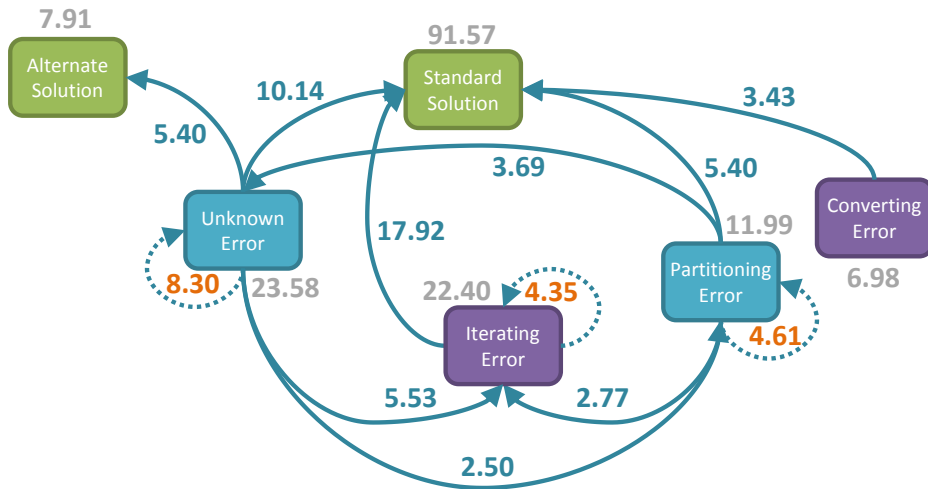 7.91
Alternate
Solution
91.57
Standard
Solution
10.14
3.43
5.40
3.69
5.40
Unknown
Error
Converting
Error
17.92
11.99
8.30
23.58
22.40
4.35
Partitioning
Error
6.98
Iterating
Error
4.61
5.53
2.77
2.50